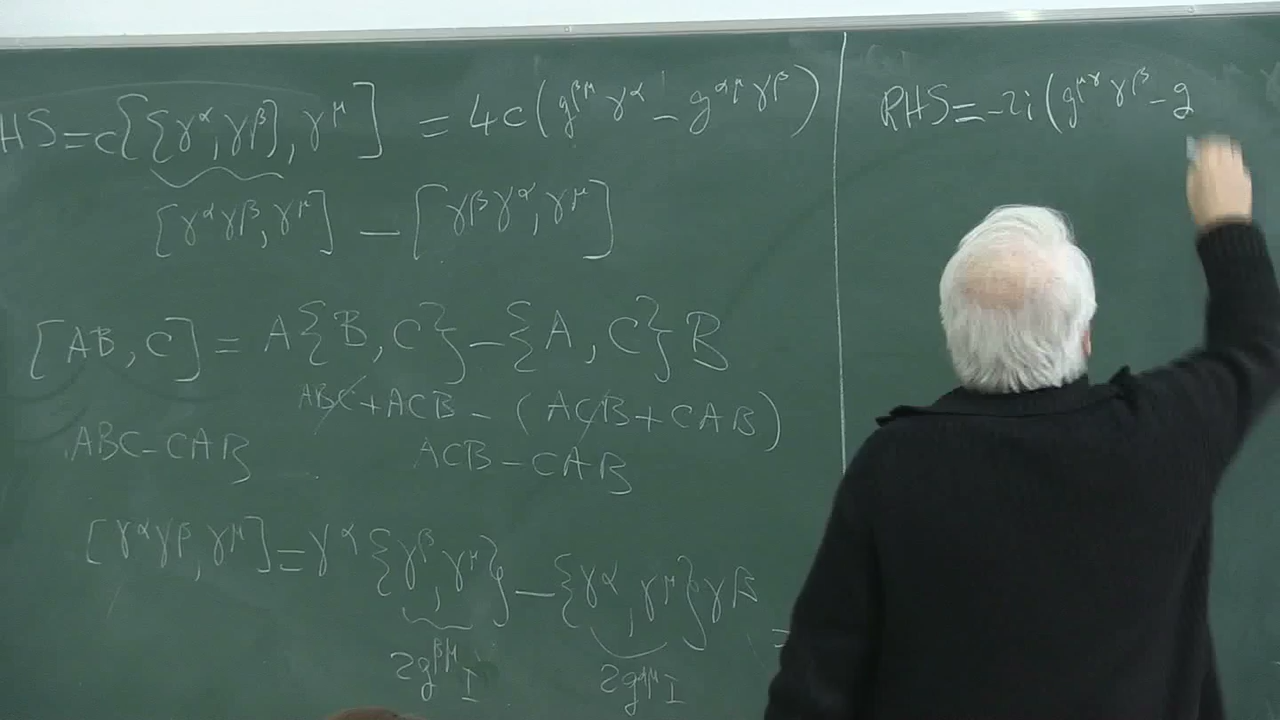 HS = c{[γ^α, γ^β], γ^μ] = 4c(g^{βμ} γ^α - g^{αμ} γ^β)
[γ^α γ^β, γ^μ] - [γ^β γ^α, γ^μ]
[AB, C] = A{B, C} - {A, C}B
ABC + ACB - (ACB + CAB)
ABC - CAB
ACB - CAB
[γ^α γ^β, γ^μ] = γ^α {γ^β, γ^μ} - {γ^α, γ^μ} γ^β =
2g^{βμ} I
2g^{αμ} I
RHS = -2i(g^{μα} γ^β - g